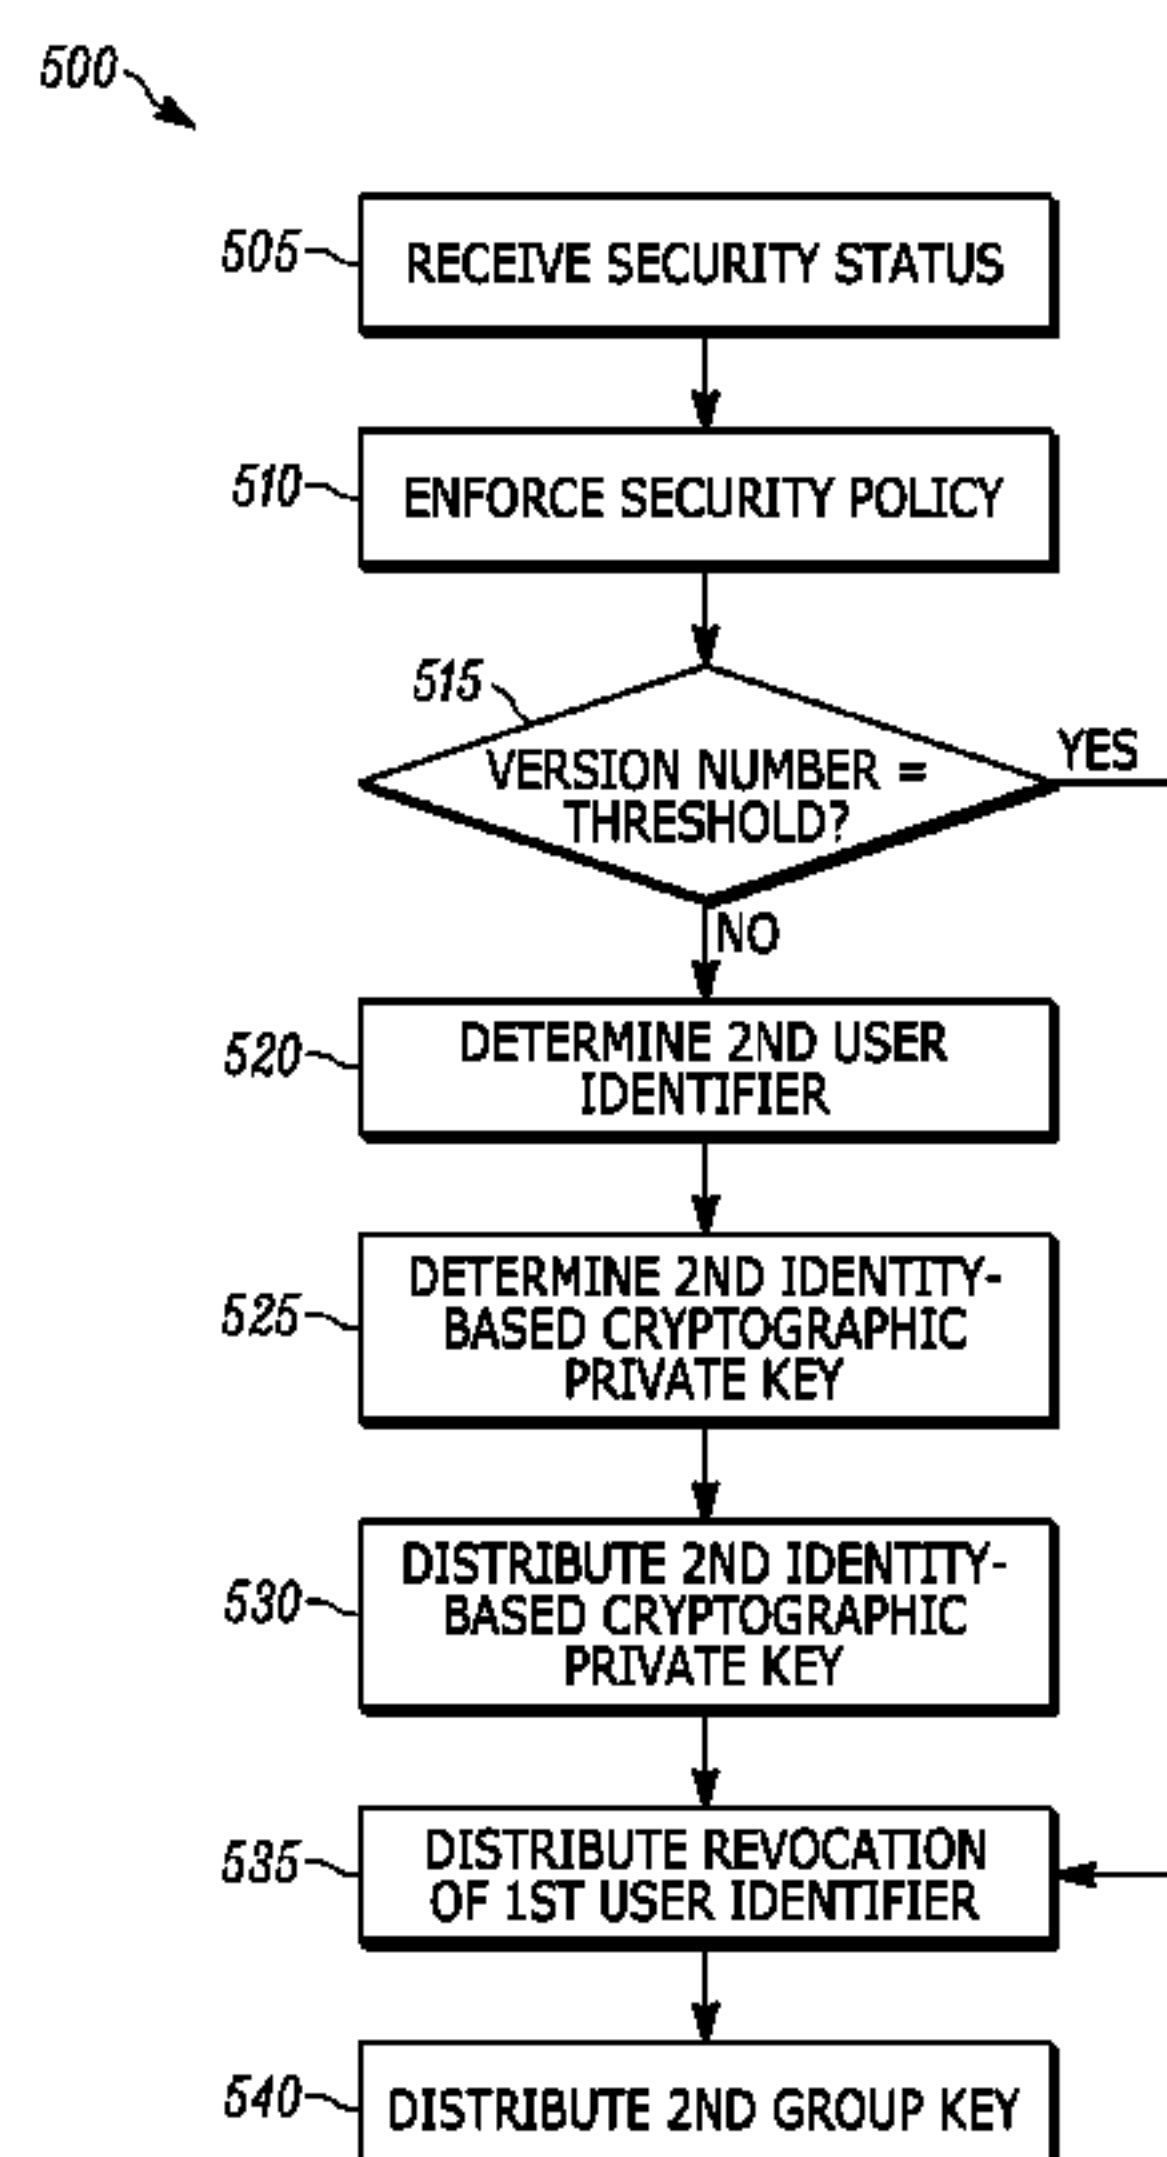 500
505
RECEIVE SECURITY STATUS
510
ENFORCE SECURITY POLICY
515
VERSION NUMBER =
THRESHOLD?
YES
NO
520
DETERMINE 2ND USER
IDENTIFIER
525
DETERMINE 2ND IDENTITY-
BASED CRYPTOGRAPHIC
PRIVATE KEY
530
DISTRIBUTE 2ND IDENTITY-
BASED CRYPTOGRAPHIC
PRIVATE KEY
535
DISTRIBUTE REVOCATION
OF 1ST USER IDENTIFIER
540
DISTRIBUTE 2ND GROUP KEY